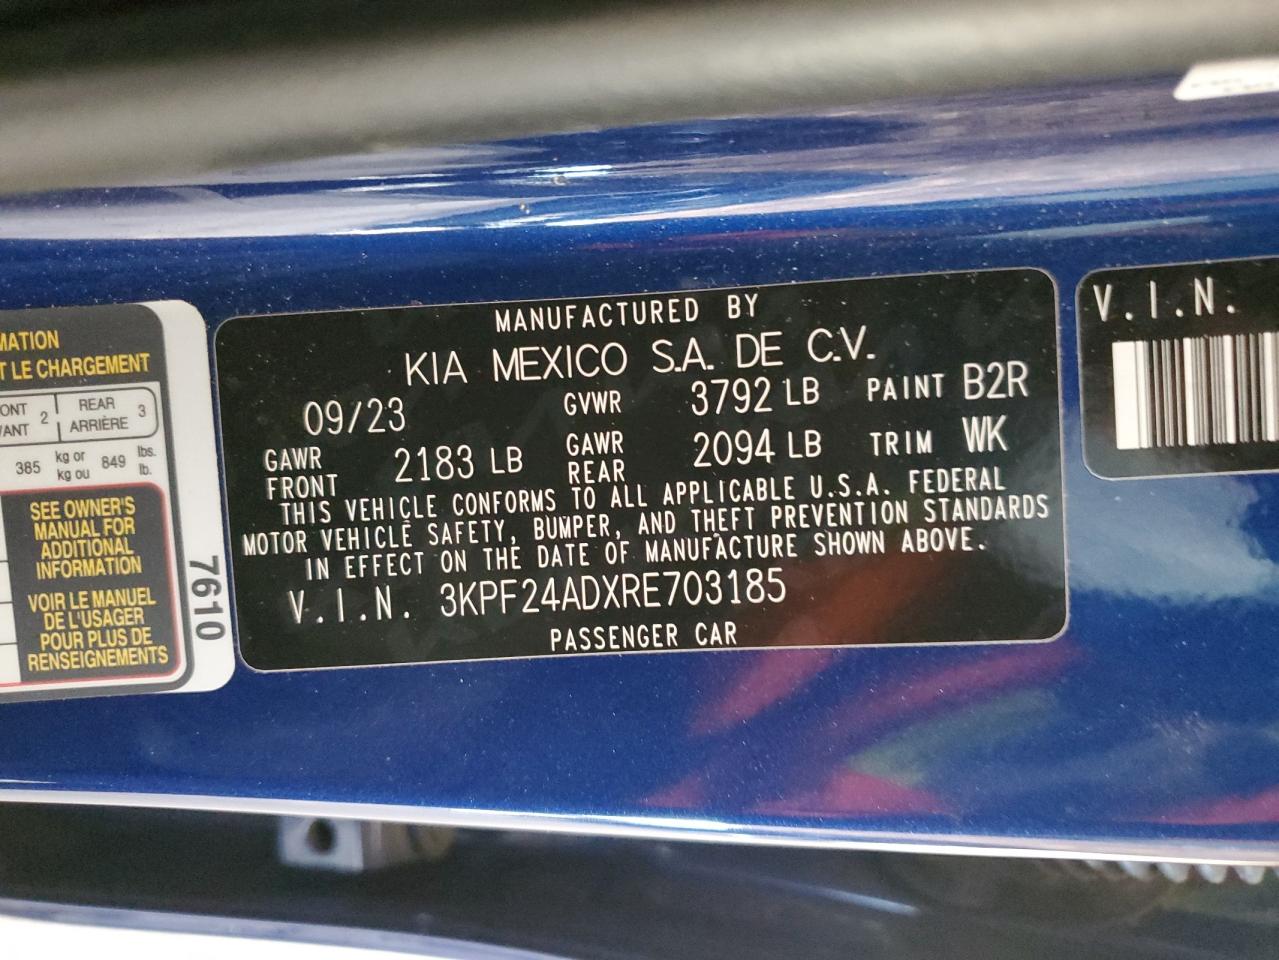 MATION
T LE CHARGEMENT
ONT
VANT 2
REAR
ARRIÈRE 3
385 kg or
kg ou 849 lbs.
lb.
SEE OWNER'S
MANUAL FOR
ADDITIONAL
INFORMATION
VOIR LE MANUEL
DE L'USAGER
POUR PLUS DE
RENSEIGNEMENTS
7610
MANUFACTURED BY
KIA MEXICO S.A. DE C.V.
09/23 GVWR 3792 LB PAINT B2R
GAWR
FRONT 2183 LB GAWR
REAR 2094 LB TRIM WK
THIS VEHICLE CONFORMS TO ALL APPLICABLE U.S.A. FEDERAL
MOTOR VEHICLE SAFETY, BUMPER, AND THEFT PREVENTION STANDARDS
IN EFFECT ON THE DATE OF MANUFACTURE SHOWN ABOVE.
V.I.N. 3KPF24ADXRE703185
PASSENGER CAR
V.I.N.